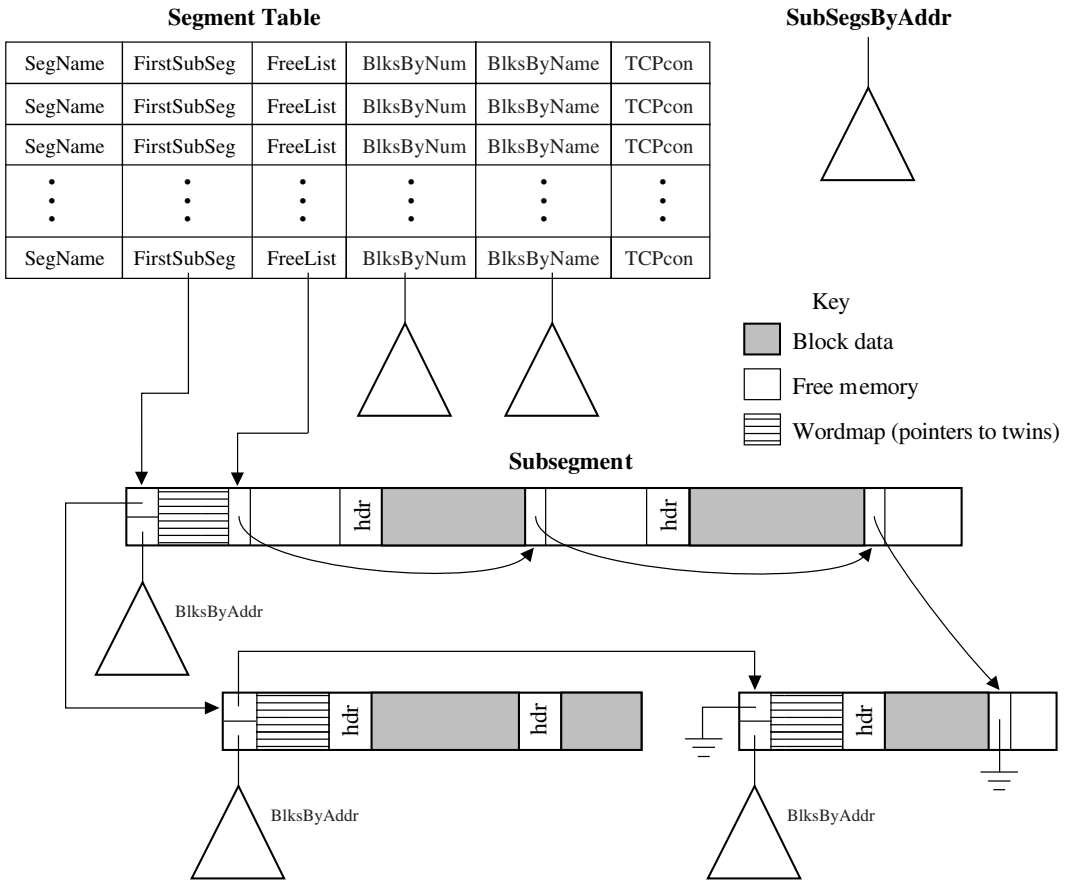 Segment Table
SubSegsByAddr
SegName FirstSubSeg FreeList BlksByNum BlksByName TCPcon
SegName FirstSubSeg FreeList BlksByNum BlksByName TCPcon
SegName FirstSubSeg FreeList BlksByNum BlksByName TCPcon
SegName FirstSubSeg FreeList BlksByNum BlksByName TCPcon
Key
Block data
Free memory
Wordmap (pointers to twins)
Subsegment
hdr
hdr
BlksByAddr
hdr
hdr
hdr
BlksByAddr
BlksByAddr